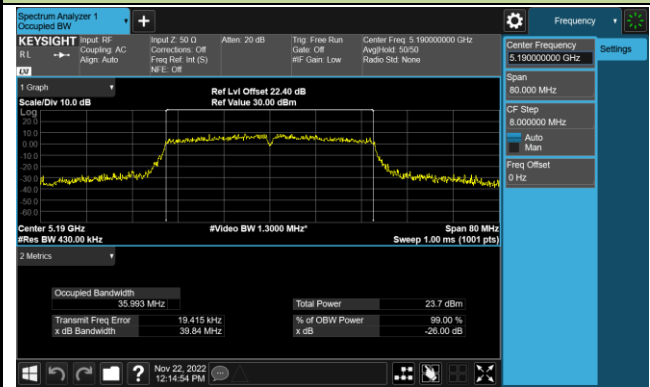 Spectrum Analyzer 1
Occupied BW
Frequency
KEYSIGHT
Input: RF
Coupling: AC
Align: Auto
Input Z: 50 Ω
Corrections: Off
Freq Ref: Int (S)
NFE: Off
Atten: 20 dB
Trig: Free Run
Gate: Off
#IF Gain: Low
Center Freq: 5.190000000 GHz
Avg|Hold: 50/50
Radio Std: None
RL
LXI
Center Frequency
5.190000000 GHz
Settings
Span
80.000 MHz
CF Step
8.000000 MHz
Auto
Man
Freq Offset
0 Hz
1 Graph
Scale/Div 10.0 dB
Ref Lvl Offset 22.40 dB
Ref Value 30.00 dBm
Log
20.0
10.0
0.00
-10.0
-20.0
-30.0
-40.0
-50.0
-60.0
Center 5.19 GHz
#Video BW 1.3000 MHz*
Span 80 MHz
#Res BW 430.00 kHz
Sweep 1.00 ms (1001 pts)
2 Metrics
Occupied Bandwidth
35.993 MHz
Total Power 23.7 dBm
Transmit Freq Error 19.415 kHz
% of OBW Power 99.00 %
x dB Bandwidth 39.84 MHz
x dB -26.00 dB
Nov 22, 2022
12:14:54 PM